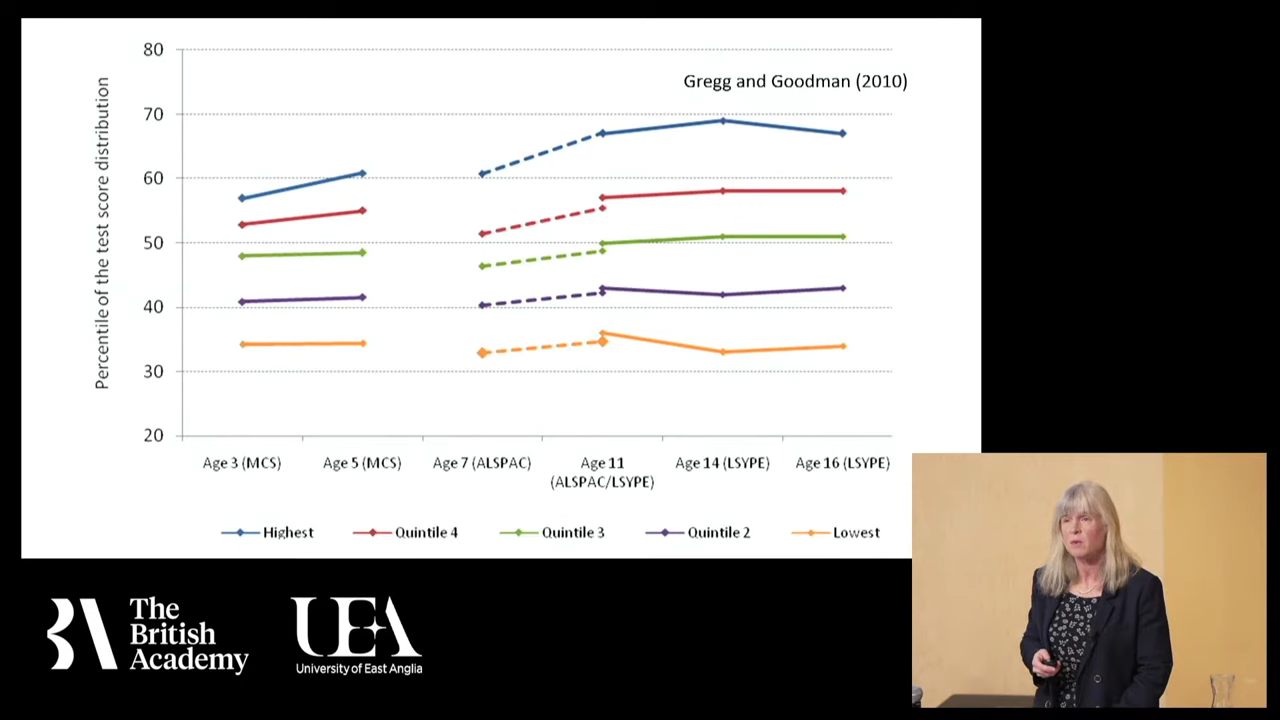 Gregg and Goodman (2010)
Percentile of the test score distribution
80
70
60
50
40
30
20
Age 3 (MCS)
Age 5 (MCS)
Age 7 (ALSPAC)
Age 11
(ALSPAC/LSYPE)
Age 14 (LSYPE)
Age 16 (LSYPE)
Highest
Quintile 4
Quintile 3
Quintile 2
Lowest
BA
The
British
Academy
UEA
University of East Anglia